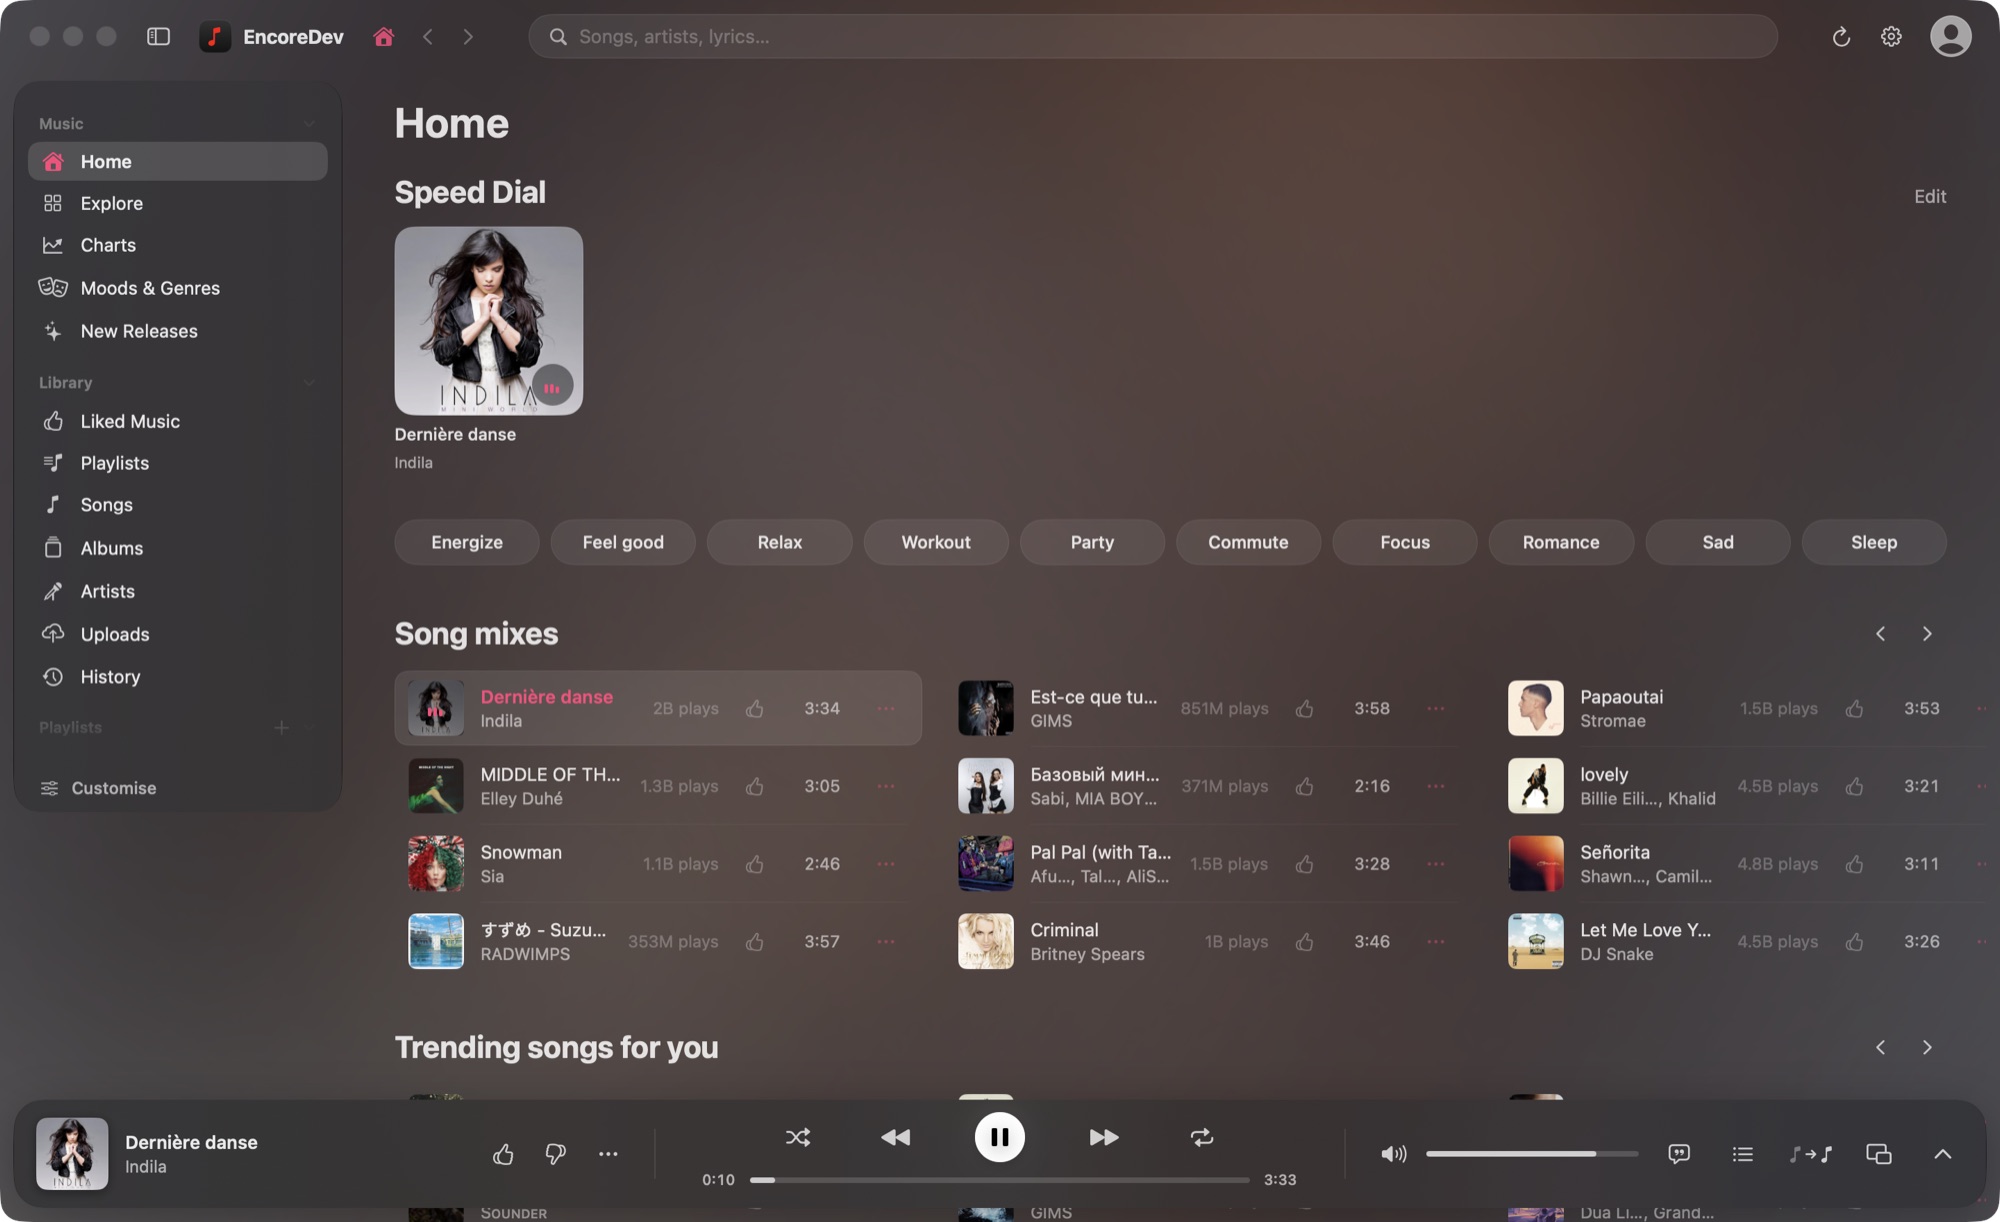 EncoreDev
Songs, artists, lyrics...
Music
Home
Explore
Charts
Moods & Genres
New Releases
Library
Liked Music
Playlists
Songs
Albums
Artists
Uploads
History
Playlists
Customise
Home
Speed Dial
Edit
INDILA
MINI WORLD
Dernière danse
Indila
Energize
Feel good
Relax
Workout
Party
Commute
Focus
Romance
Sad
Sleep
Song mixes
Dernière danse
Indila
2B plays
3:34
Est-ce que tu...
GIMS
851M plays
3:58
Papaoutai
Stromae
1.5B plays
3:53
MIDDLE OF TH...
Elley Duhé
1.3B plays
3:05
Базовый мин...
Sabi, MIA BOY...
371M plays
2:16
lovely
Billie Eili..., Khalid
4.5B plays
3:21
Snowman
Sia
1.1B plays
2:46
Pal Pal (with Ta...
Afu..., Tal..., AliS...
1.5B plays
3:28
Señorita
Shawn..., Camil...
4.8B plays
3:11
すずめ - Suzu...
RADWIMPS
353M plays
3:57
Criminal
Britney Spears
1B plays
3:46
Let Me Love Y...
DJ Snake
4.5B plays
3:26
Trending songs for you
INDILA
Dernière danse
Indila
0:10
3:33
SOUNDER
GIMS
Dua Li..., Grand...